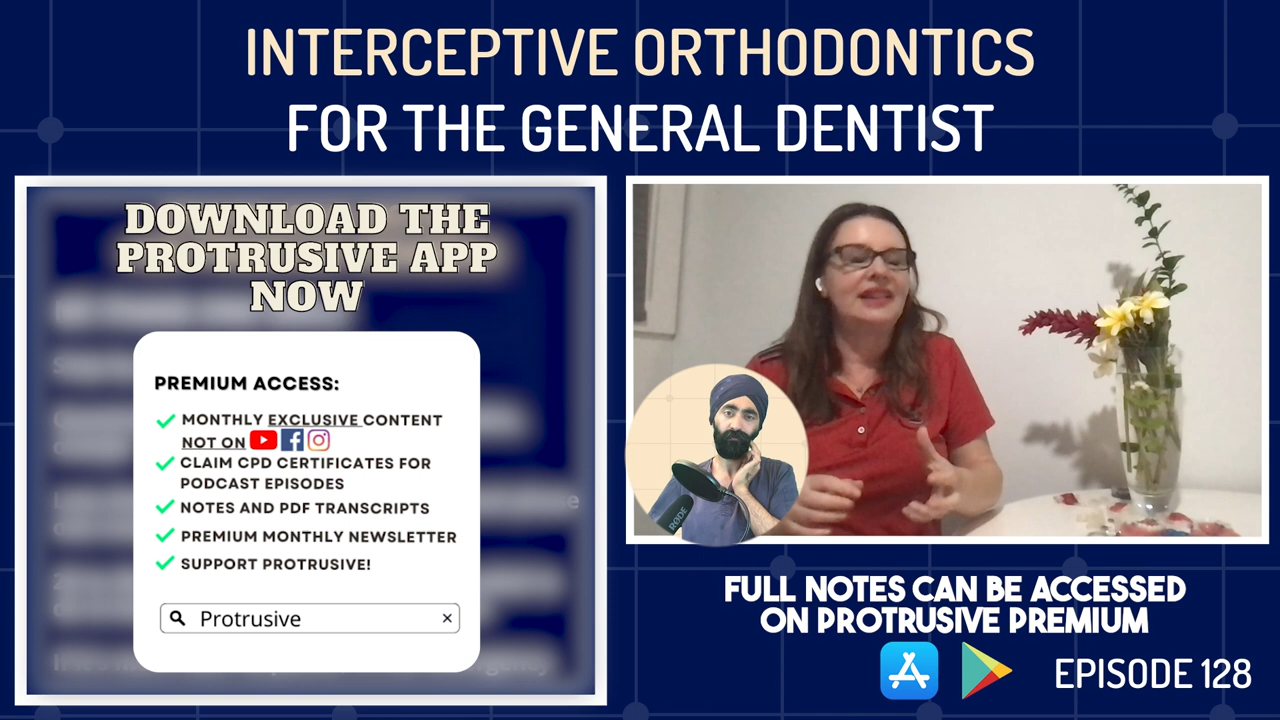 INTERCEPTIVE ORTHODONTICS
FOR THE GENERAL DENTIST
DOWNLOAD THE
PROTRUSIVE APP
NOW
PREMIUM ACCESS:
MONTHLY EXCLUSIVE CONTENT
NOT ON
CLAIM CPD CERTIFICATES FOR
PODCAST EPISODES
NOTES AND PDF TRANSCRIPTS
PREMIUM MONTHLY NEWSLETTER
SUPPORT PROTRUSIVE!
Protrusive ×
RØDE
FULL NOTES CAN BE ACCESSED
ON PROTRUSIVE PREMIUM
EPISODE 128